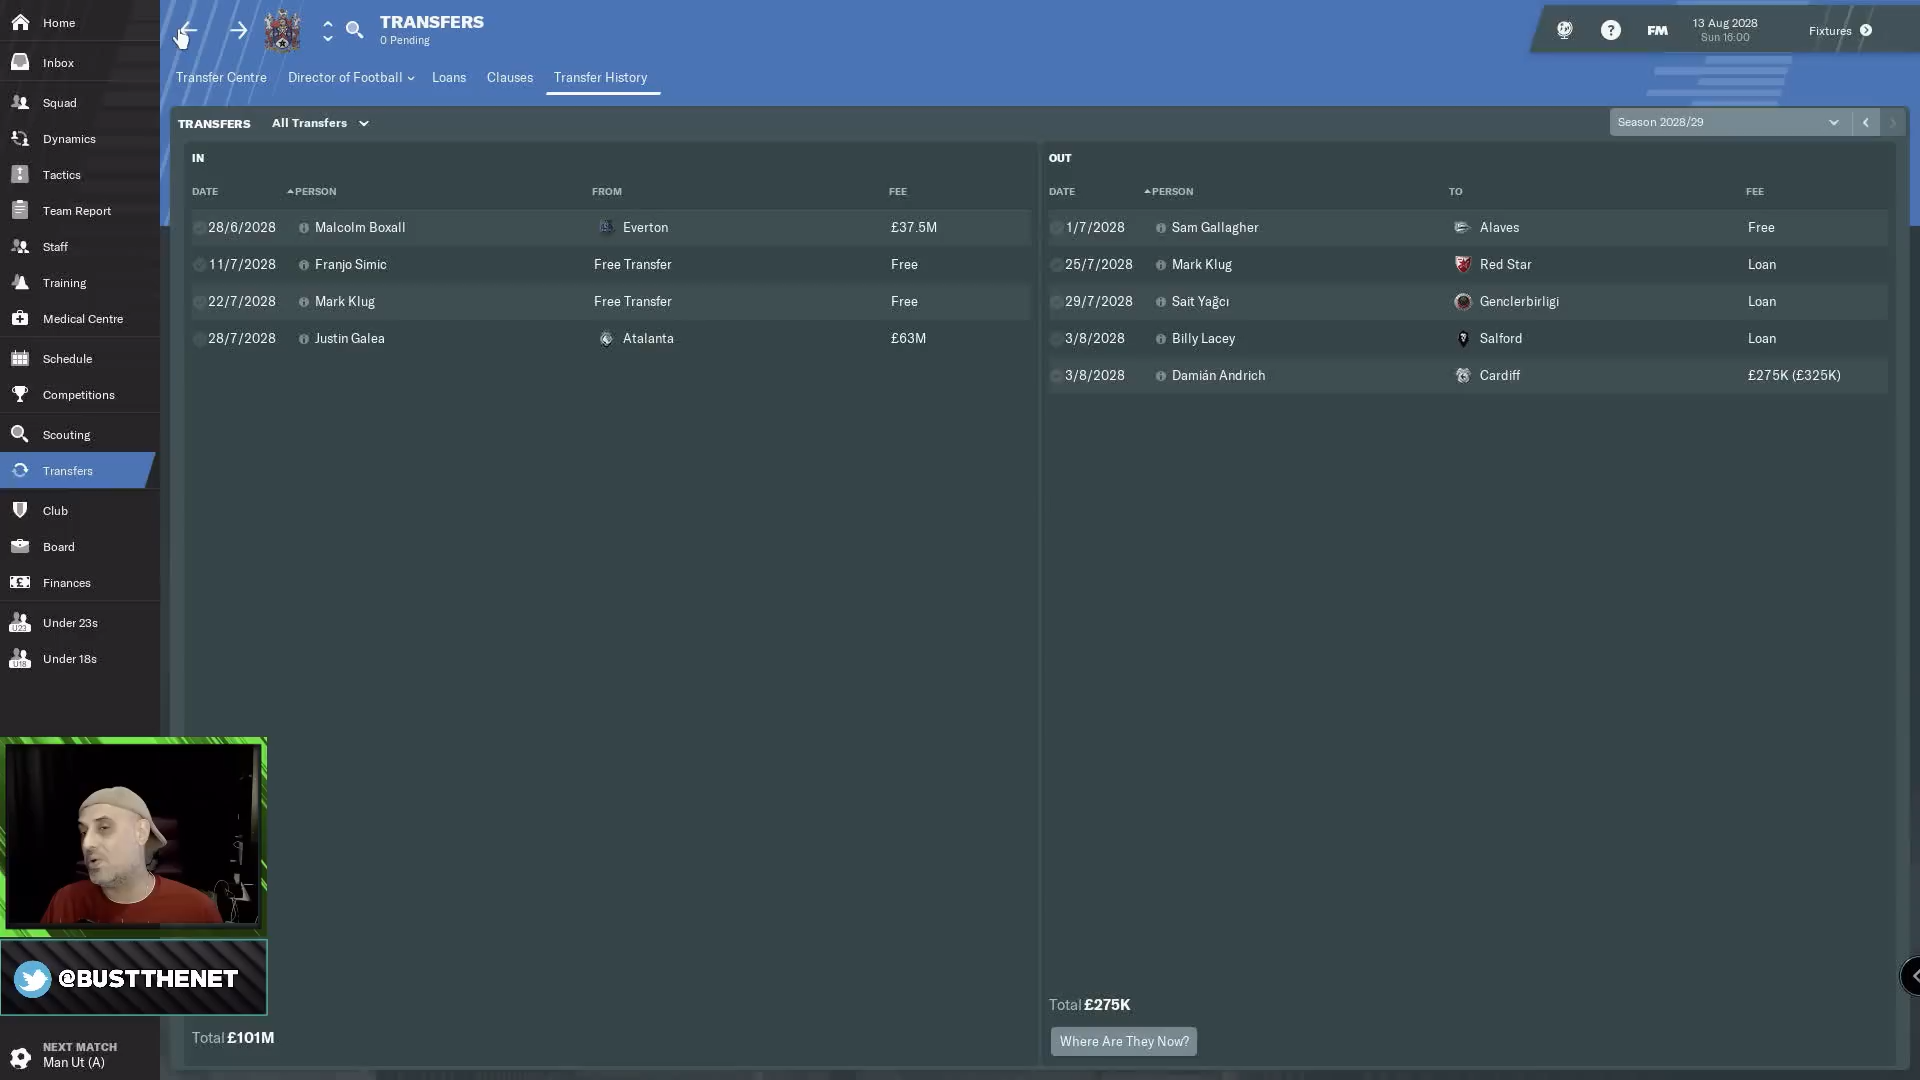 Home
Inbox
Squad
Dynamics
Tactics
Team Report
Staff
Training
Medical Centre
Schedule
Competitions
Scouting
Transfers
Club
Board
Finances
U23
Under 23s
U18
Under 18s
TRANSFERS
0 Pending
FM
13 Aug 2028
Sun 16:00
Fixtures
Transfer Centre
Director of Football
Loans
Clauses
Transfer History
TRANSFERS
All Transfers
Season 2028/29
IN
DATE PERSON FROM FEE
28/6/2028 Malcolm Boxall Everton £37.5M
11/7/2028 Franjo Simic Free Transfer Free
22/7/2028 Mark Klug Free Transfer Free
28/7/2028 Justin Galea Atalanta £63M
Total £101M
OUT
DATE PERSON TO FEE
1/7/2028 Sam Gallagher Alaves Free
25/7/2028 Mark Klug Red Star Loan
29/7/2028 Sait Yağcı Genclerbirligi Loan
3/8/2028 Billy Lacey Salford Loan
3/8/2028 Damián Andrich Cardiff £275K (£325K)
Total £275K
Where Are They Now?
@BUSTTHENET
NEXT MATCH
Man Ut (A)